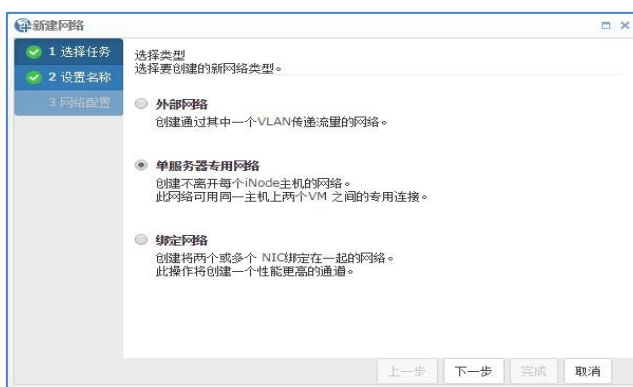 新建网络
1 选择任务
2 设置名称
3 网络配置
选择类型
选择要创建的新网络类型。
外部网络
创建通过其中一个VLAN传递流量的网络。
单服务器专用网络
创建不离开每个iNode主机的网络。
此网络可用同一主机上两个VM 之间的专用连接。
绑定网络
创建将两个或多个 NIC绑定在一起的网络。
此操作将创建一个性能更高的通道。
上一步 下一步 完成 取消